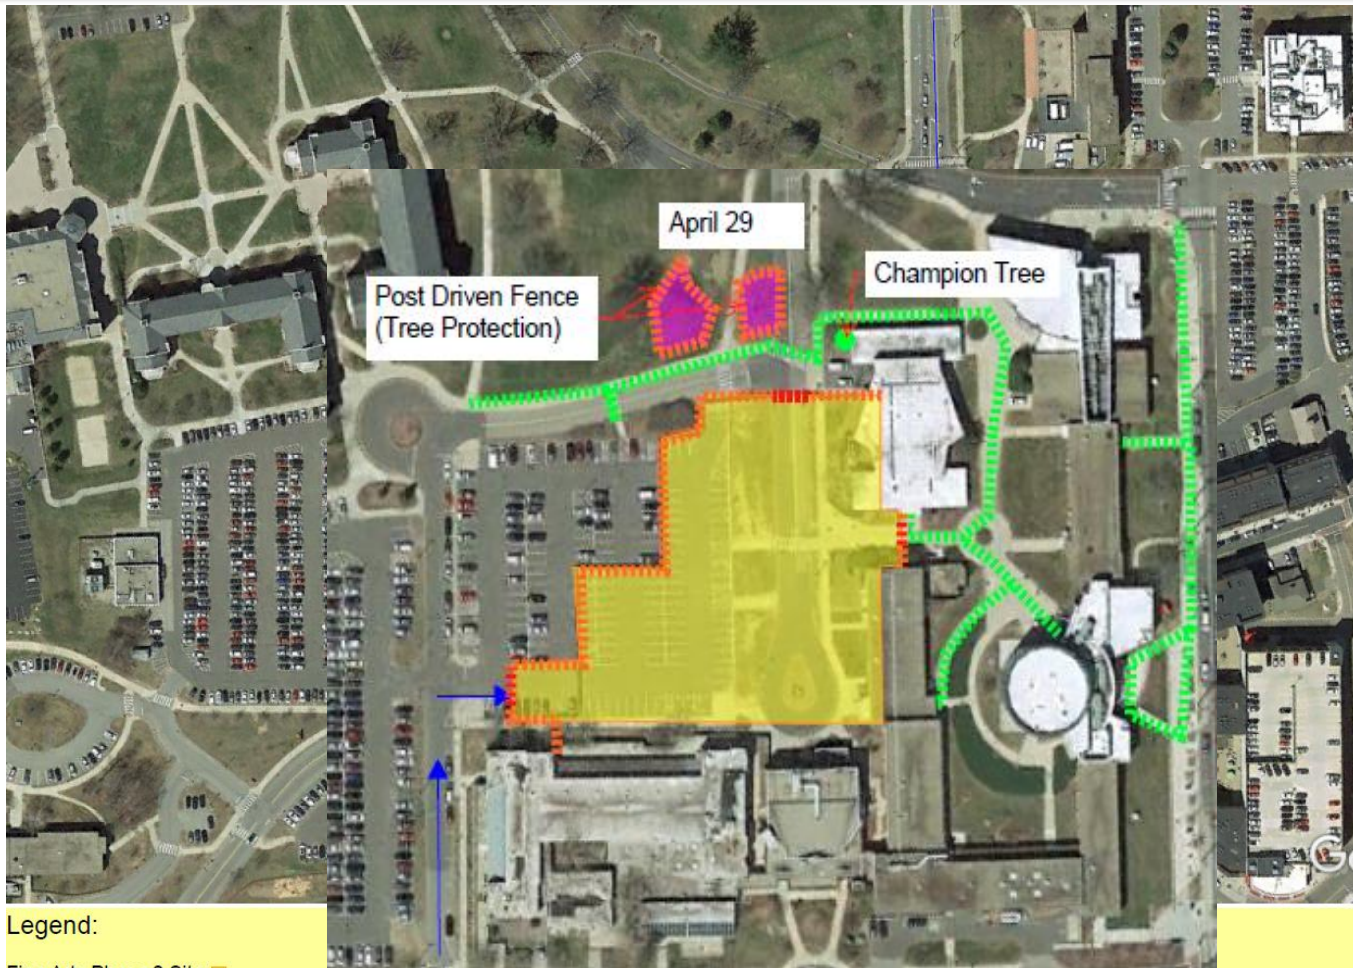 April 29
Champion Tree
Post Driven Fence
(Tree Protection)
Legend: